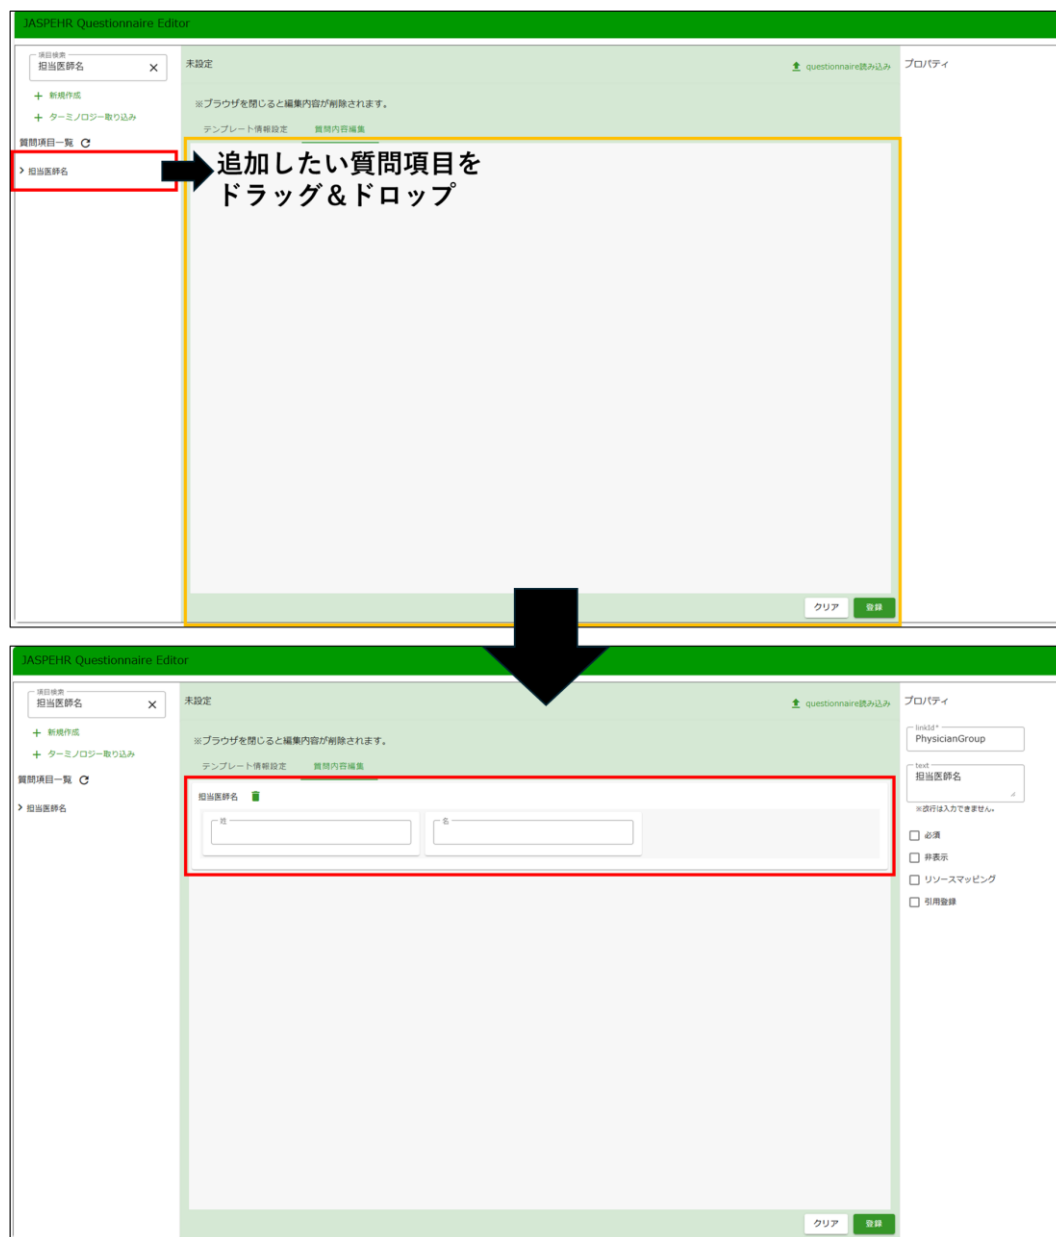 JASPEHR Questionnaire Editor
項目検索
担当医師名
未設定
questionnaire読み込み
プロパティ
新規作成
※ブラウザを閉じると編集内容が削除されます。
ターミノロジー取り込み
テンプレート情報設定
質問内容編集
質問項目一覧
担当医師名
追加したい質問項目を
ドラッグ＆ドロップ
クリア
登録
JASPEHR Questionnaire Editor
項目検索
担当医師名
未設定
questionnaire読み込み
プロパティ
新規作成
※ブラウザを閉じると編集内容が削除されます。
ターミノロジー取り込み
テンプレート情報設定
質問内容編集
質問項目一覧
担当医師名
担当医師名
姓
名
linkId*
PhysicianGroup
text
担当医師名
※改行は入力できません。
必須
非表示
リソースマッピング
引用登録
クリア
登録